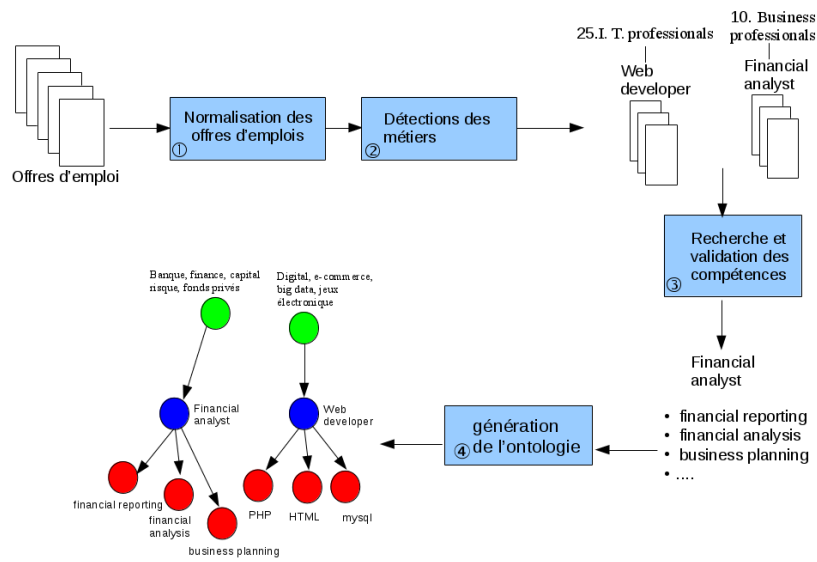 25.I. T. professionals
10. Business
professionals
Web
developer
Financial
analyst
Offres d'emploi
Normalisation des
offres d'emplois
①
Détections des
métiers
②
Recherche et
validation des
compétences
③
Financial
analyst
• financial reporting
• financial analysis
• business planning
• ....
génération
de l'ontologie
④
Banque, finance, capital
risque, fonds privés
Digital, e-commerce,
big data, jeux
électronique
Financial
analyst
Web
developer
financial reporting
financial
analysis
business planning
PHP
HTML
mysql